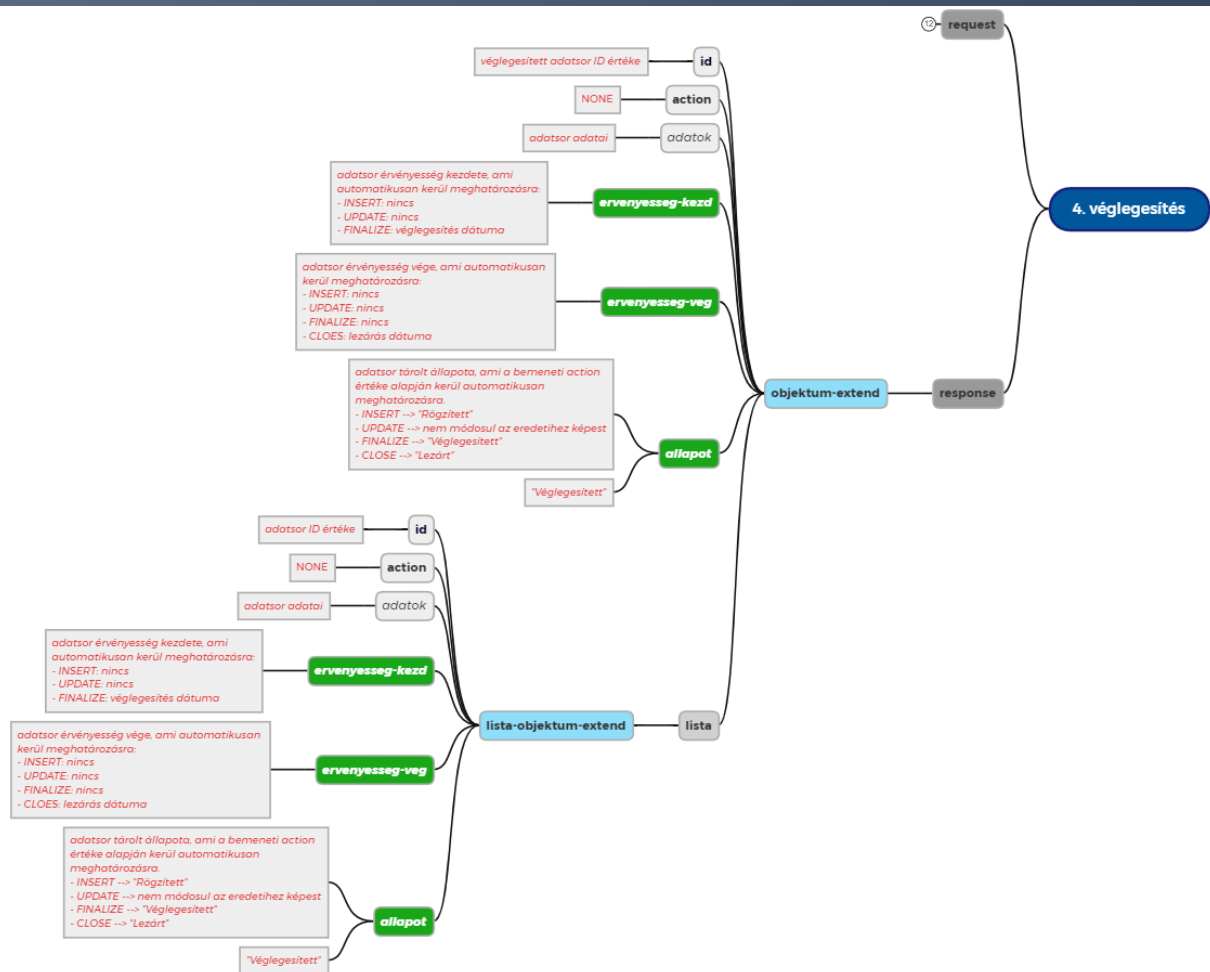 12
request
4. véglegesítés
response
objektum-extend
véglegesített adatsor ID értéke
id
NONE
action
adatsor adatai
adatok
adatsor érvényesség kezdete, ami
automatikusan kerül meghatározásra:
- INSERT: nincs
- UPDATE: nincs
- FINALIZE: véglegesítés dátuma
ervenyesseg-kezd
adatsor érvényesség vége, ami automatikusan
kerül meghatározásra:
- INSERT: nincs
- UPDATE: nincs
- FINALIZE: nincs
- CLOES: lezárás dátuma
ervenyesseg-veg
adatsor tárolt állapota, ami a bemeneti action
értéke alapján kerül automatikusan
meghatározásra.
- INSERT --> "Rögzített"
- UPDATE --> nem módosul az eredetihez képest
- FINALIZE --> "Véglegesített"
- CLOSE --> "Lezárt"
allapot
"Véglegesített"
lista
lista-objektum-extend
adatsor ID értéke
id
NONE
action
adatsor adatai
adatok
adatsor érvényesség kezdete, ami
automatikusan kerül meghatározásra:
- INSERT: nincs
- UPDATE: nincs
- FINALIZE: véglegesítés dátuma
ervenyesseg-kezd
adatsor érvényesség vége, ami automatikusan
kerül meghatározásra:
- INSERT: nincs
- UPDATE: nincs
- FINALIZE: nincs
- CLOES: lezárás dátuma
ervenyesseg-veg
adatsor tárolt állapota, ami a bemeneti action
értéke alapján kerül automatikusan
meghatározásra.
- INSERT --> "Rögzített"
- UPDATE --> nem módosul az eredetihez képest
- FINALIZE --> "Véglegesített"
- CLOSE --> "Lezárt"
allapot
"Véglegesített"